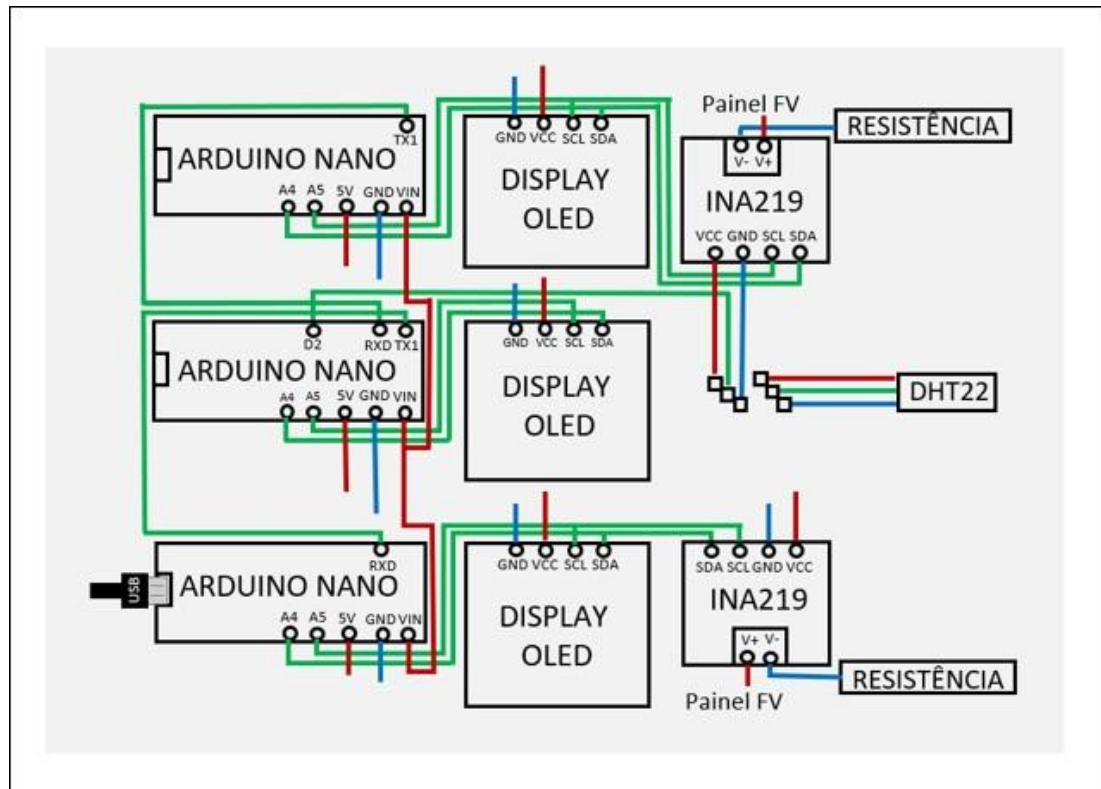 Painel FV
RESISTÊNCIA
TX1
ARDUINO NANO
A4 A5 5V GND VIN
GND VCC SCL SDA
DISPLAY
OLED
V- V+
INA219
VCC GND SCL SDA
D2 RXD TX1
ARDUINO NANO
A4 A5 5V GND VIN
GND VCC SCL SDA
DISPLAY
OLED
DHT22
USB
RXD
ARDUINO NANO
A4 A5 5V GND VIN
GND VCC SCL SDA
DISPLAY
OLED
SDA SCL GND VCC
INA219
V+ V-
RESISTÊNCIA
Painel FV